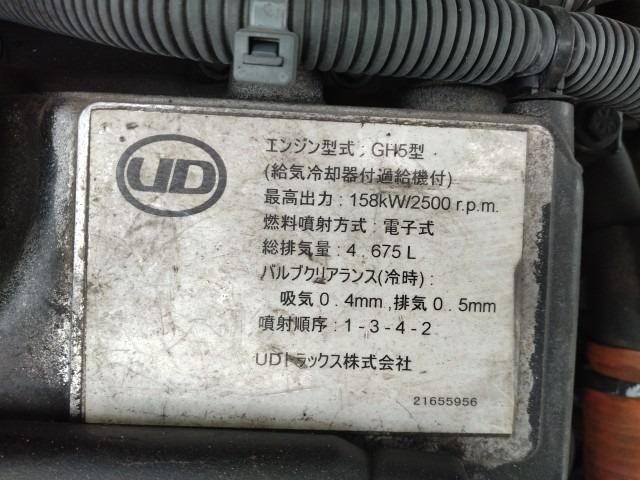 UD
エンジン型式 : GH5型
(給気冷却器付過給機付)
最高出力 : 158kW/2500 r.p.m.
燃料噴射方式 : 電子式
総排気量 : 4 . 675 L
バルブクリアランス(冷時) :
吸気 0 . 4mm , 排気 0 . 5mm
噴射順序 : 1 - 3 - 4 - 2
UDトラックス株式会社
21655956